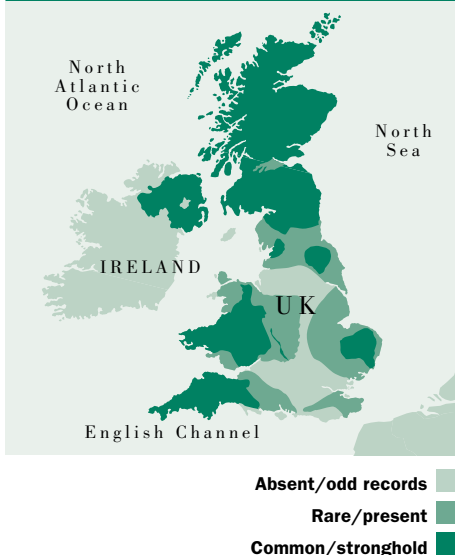 North
Atlantic
Ocean
North
Sea
IRELAND
UK
English Channel
Absent/odd records
Rare/present
Common/stronghold